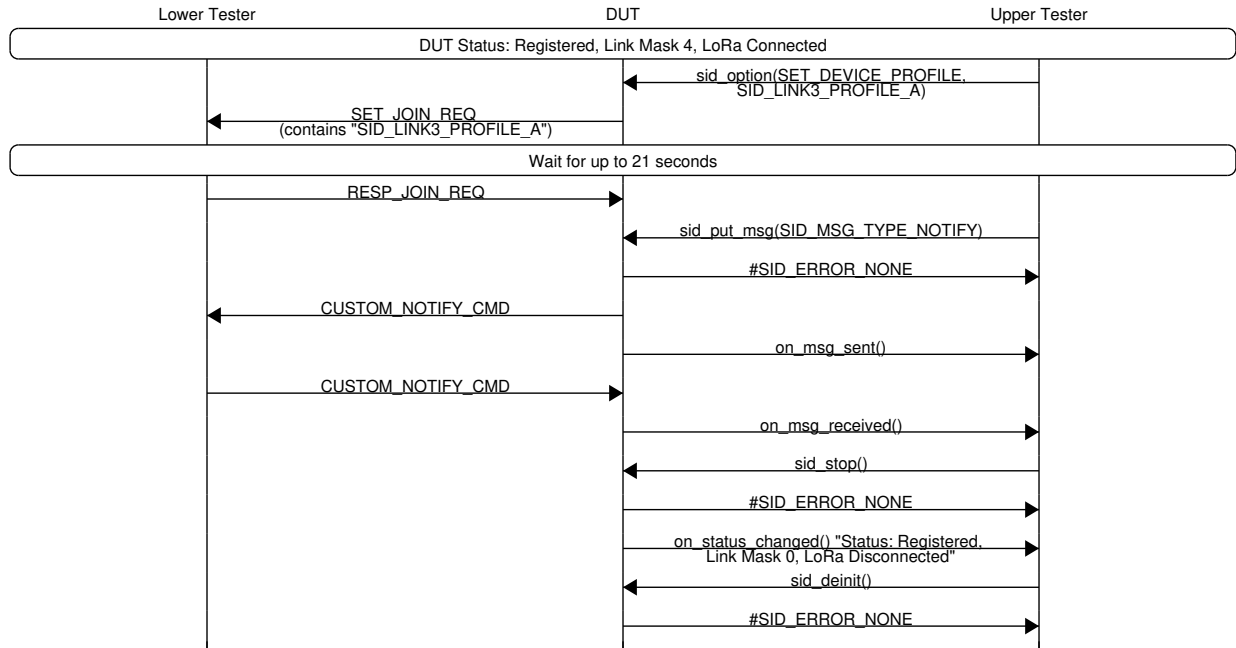 Lower Tester DUT Upper Tester
DUT Status: Registered, Link Mask 4, LoRa Connected
sid_option(SET_DEVICE_PROFILE,
SID_LINK3_PROFILE_A)
SET_JOIN_REQ
(contains "SID_LINK3_PROFILE_A")
Wait for up to 21 seconds
RESP_JOIN_REQ
sid_put_msg(SID_MSG_TYPE_NOTIFY)
#SID_ERROR_NONE
CUSTOM_NOTIFY_CMD
on_msg_sent()
CUSTOM_NOTIFY_CMD
on_msg_received()
sid_stop()
#SID_ERROR_NONE
on_status_changed() "Status: Registered,
Link Mask 0, LoRa Disconnected"
sid_deinit()
#SID_ERROR_NONE